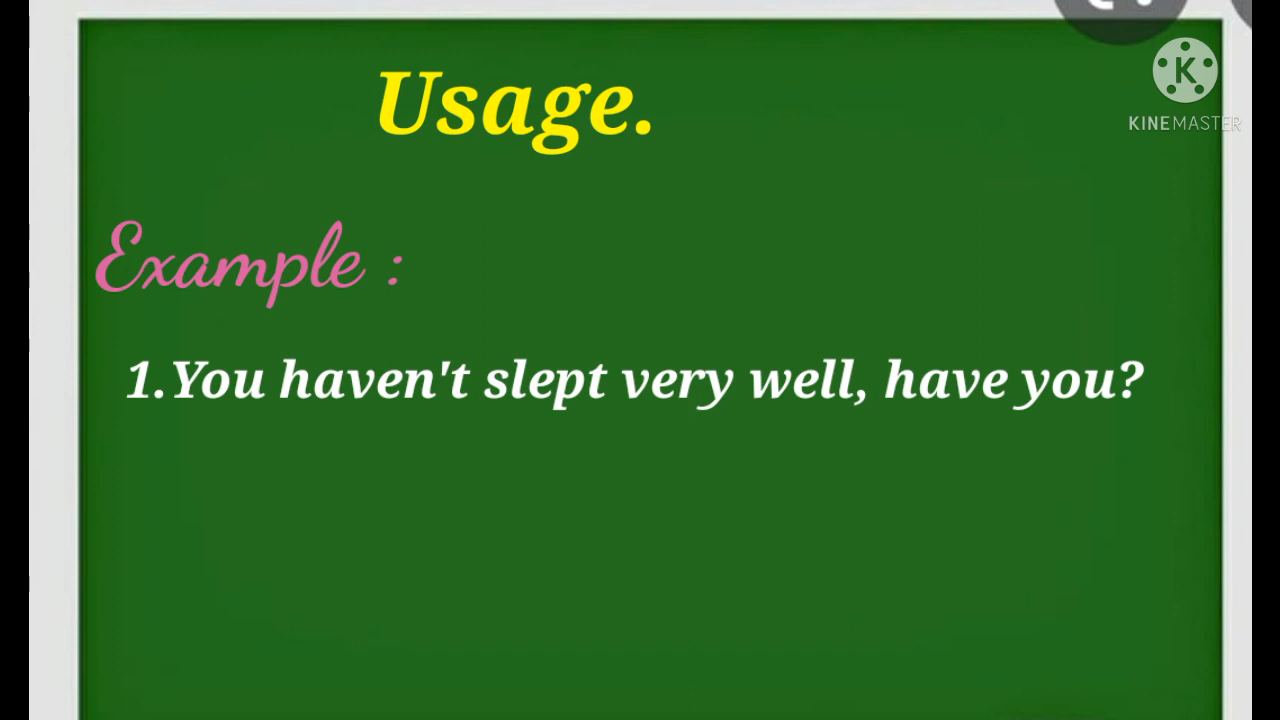 Usage.
K
KINEMASTER
Example :
1.You haven't slept very well, have you?